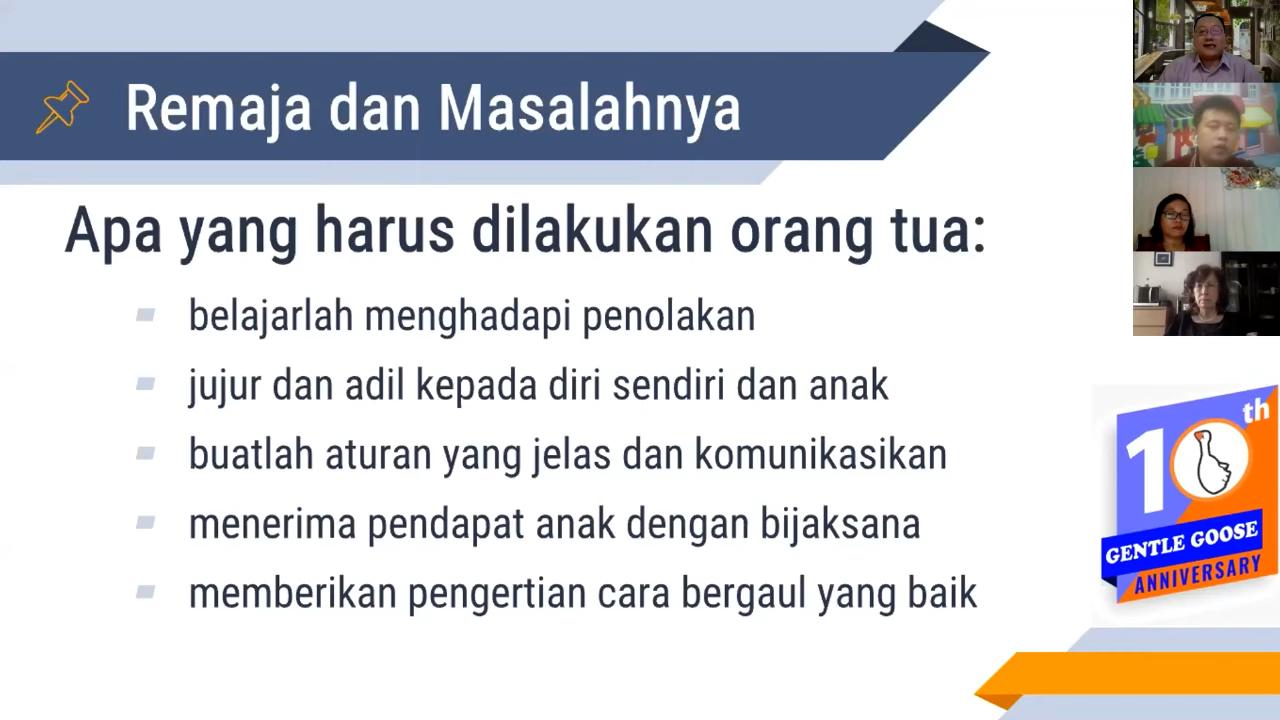 Remaja dan Masalahnya
Apa yang harus dilakukan orang tua:
belajarlah menghadapi penolakan
jujur dan adil kepada diri sendiri dan anak
buatlah aturan yang jelas dan komunikasikan
menerima pendapat anak dengan bijaksana
memberikan pengertian cara bergaul yang baik
10th
GENTLE GOOSE
ANNIVERSARY